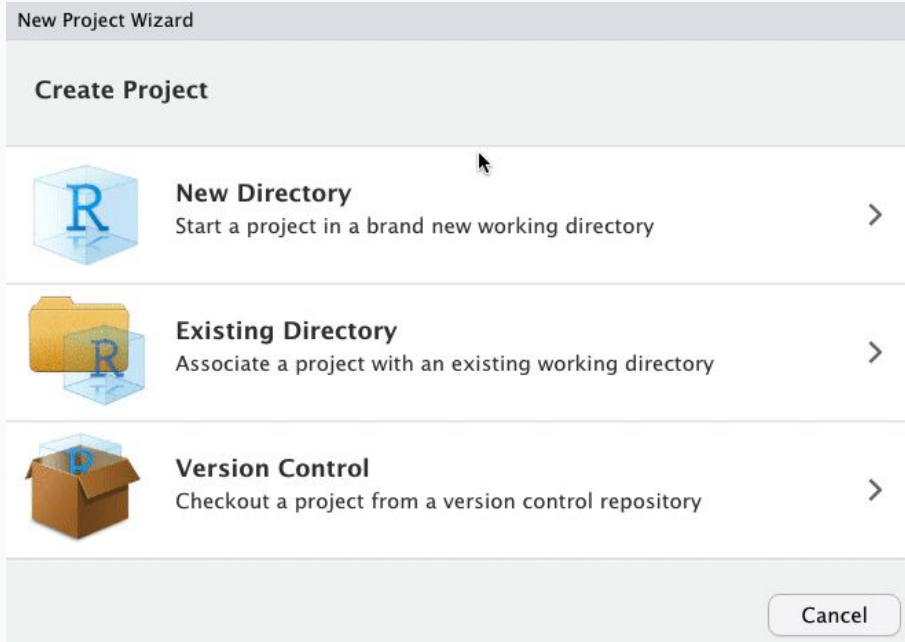 New Project Wizard
Create Project
New Directory
Start a project in a brand new working directory
Existing Directory
Associate a project with an existing working directory
Version Control
Checkout a project from a version control repository
Cancel